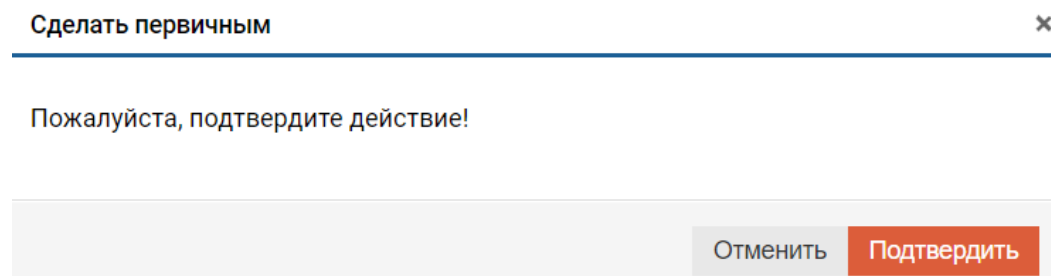 Сделать первичным
Пожалуйста, подтвердите действие!
Отменить Подтвердить